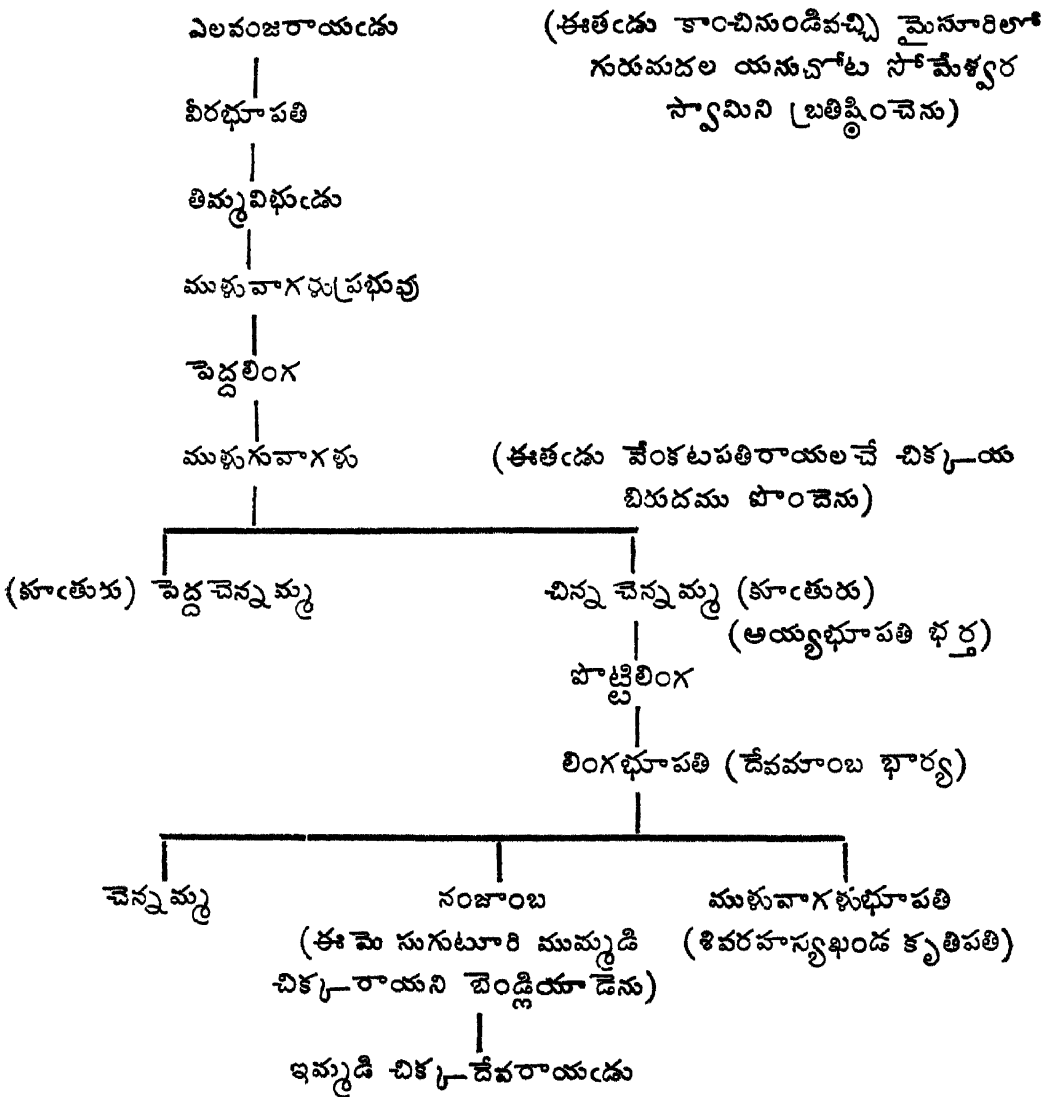 ఎలవంజరాయఁడు (ఈతఁడు కాంచినుండివచ్చి మైసూరిలో
గురుమదల యనుచోట సోమేశ్వర
స్వామిని బ్రతిష్ఠించెను)
వీరభూపతి
తిమ్మవిభుఁడు
ముళువాగళుప్రభువు
పెద్దలింగ
ముళుగువాగళు (ఈతఁడు వేంకటపతిరాయలచే చిక్కయ
బిరుదము పొందెను)
(కూఁతురు) పెద్దచెన్నమ్మ చిన్న చెన్నమ్మ (కూఁతురు)
(అయ్యభూపతి భర్త)
పొట్టిలింగ
లింగభూపతి (దేవమాంబ భార్య)
చెన్నమ్మ నంజాంబ ముళువాగళుభూపతి
(ఈమె సుగుటూరి ముమ్మడి (శివరహస్యఖండ కృతిపతి)
చిక్కరాయని బెండ్లియాడెను)
ఇమ్మడి చిక్కదేవరాయఁడు